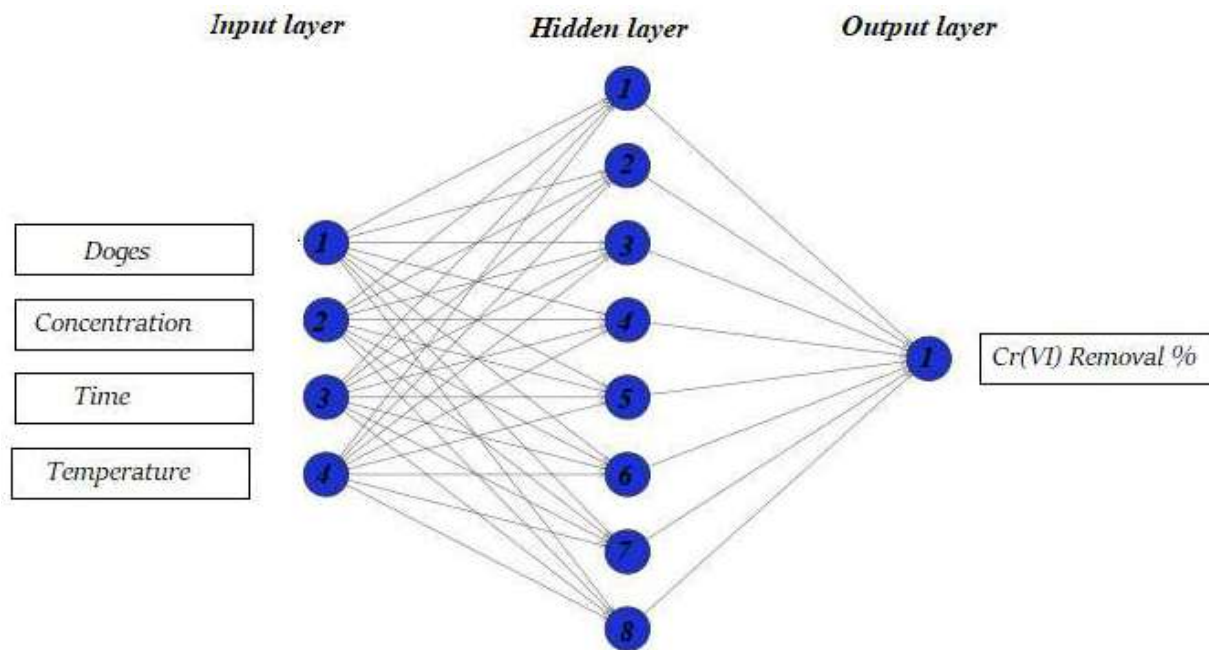 Input layer
Hidden layer
Output layer
1
2
1
3
Doges
2
4
Concentration
1
Cr(VI) Removal %
3
5
Time
4
6
Temperature
7
8